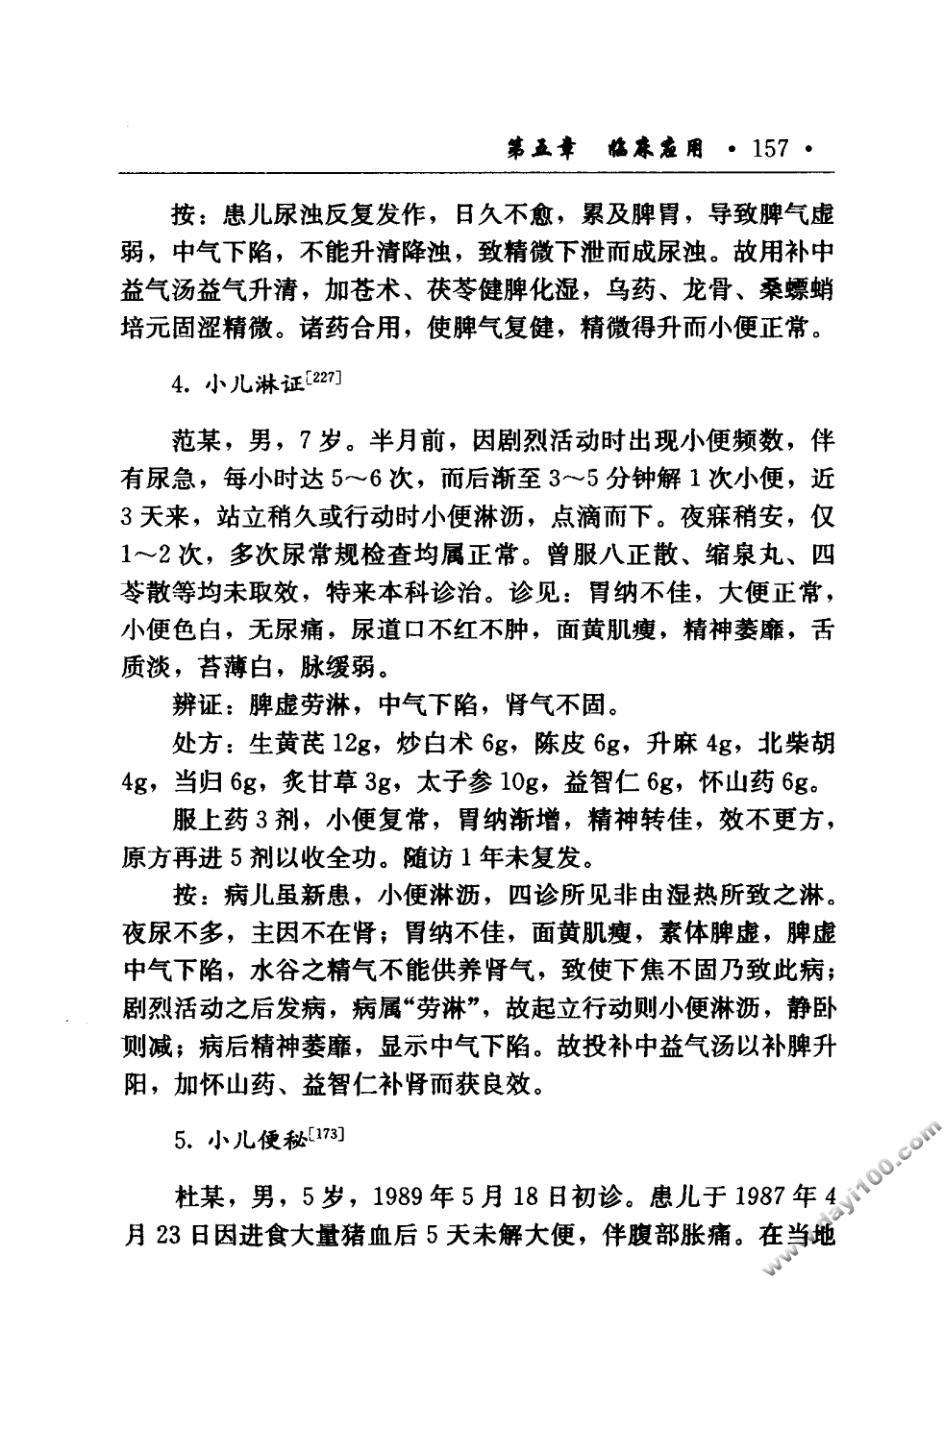 第五章 临床应用 · 157 ·
按：患儿尿浊反复发作，日久不愈，累及脾胃，导致脾气虚
弱，中气下陷，不能升清降浊，致精微下泄而成尿浊。故用补中
益气汤益气升清，加苍术、茯苓健脾化湿，乌药、龙骨、桑螵蛸
培元固涩精微。诸药合用，使脾气复健，精微得升而小便正常。
4. 小儿淋证[227]
范某，男，7岁。半月前，因剧烈活动时出现小便频数，伴
有尿急，每小时达5～6次，而后渐至3～5分钟解1次小便，近
3天来，站立稍久或行动时小便淋沥，点滴而下。夜寐稍安，仅
1～2次，多次尿常规检查均属正常。曾服八正散、缩泉丸、四
苓散等均未取效，特来本科诊治。诊见：胃纳不佳，大便正常，
小便色白，无尿痛，尿道口不红不肿，面黄肌瘦，精神萎靡，舌
质淡，苔薄白，脉缓弱。
辨证：脾虚劳淋，中气下陷，肾气不固。
处方：生黄芪12g，炒白术6g，陈皮6g，升麻4g，北柴胡
4g，当归6g，炙甘草3g，太子参10g，益智仁6g，怀山药6g。
服上药3剂，小便复常，胃纳渐增，精神转佳，效不更方，
原方再进5剂以收全功。随访1年未复发。
按：病儿虽新患，小便淋沥，四诊所见非由湿热所致之淋。
夜尿不多，主因不在肾；胃纳不佳，面黄肌瘦，素体脾虚，脾虚
中气下陷，水谷之精气不能供养肾气，致使下焦不固乃致此病；
剧烈活动之后发病，病属“劳淋”，故起立行动则小便淋沥，静卧
则减；病后精神萎靡，显示中气下陷。故投补中益气汤以补脾升
阳，加怀山药、益智仁补肾而获良效。
5. 小儿便秘[173]
杜某，男，5岁，1989年5月18日初诊。患儿于1987年4
月23日因进食大量猪血后5天未解大便，伴腹部胀痛。在当地
www.dayi100.com